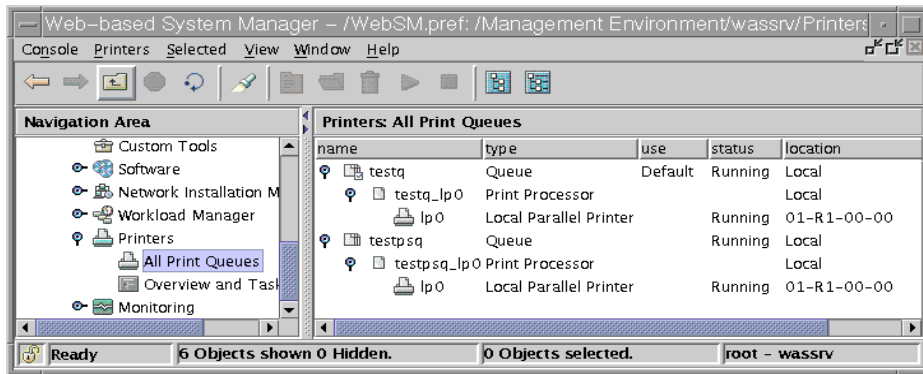 Web-based System Manager - /WebSM.pref: /Management Environment/wassrv/Printers
Console Printers Selected View Window Help
Navigation Area
Custom Tools
Software
Network Installation M
Workload Manager
Printers
All Print Queues
Overview and Task
Monitoring
Printers: All Print Queues
name type use status location
testq Queue Default Running Local
testq_lp0 Print Processor Local
lp0 Local Parallel Printer Running 01-R1-00-00
testpsq Queue Running Local
testpsq_lp0 Print Processor Local
lp0 Local Parallel Printer Running 01-R1-00-00
Ready 6 Objects shown 0 Hidden. 0 Objects selected. root - wassrv